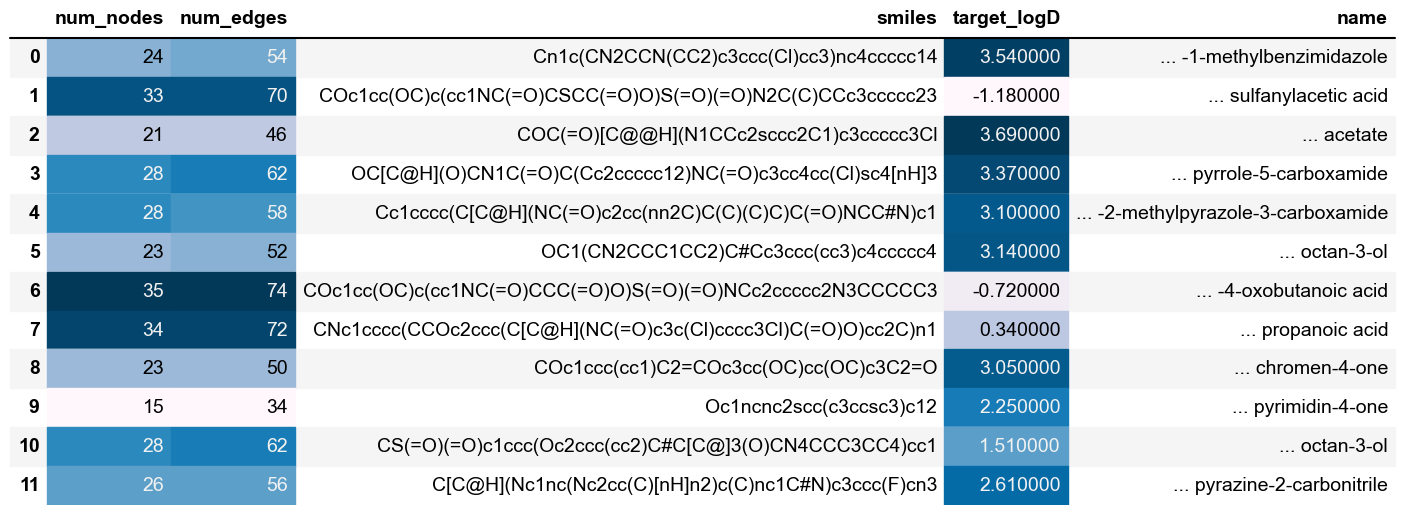 num_nodes num_edges smiles target_logD name
0 24 54 Cn1c(CN2CCN(CC2)c3ccc(Cl)cc3)nc4ccccc14 3.540000 ... -1-methylbenzimidazole
1 33 70 COc1cc(OC)c(cc1NC(=O)CSCC(=O)O)S(=O)(=O)N2C(C)CCc3ccccc23 -1.180000 ... sulfanylacetic acid
2 21 46 COC(=O)[C@@H](N1CCc2sccc2C1)c3ccccc3Cl 3.690000 ... acetate
3 28 62 OC[C@H](O)CN1C(=O)C(Cc2ccccc12)NC(=O)c3cc4cc(Cl)sc4[nH]3 3.370000 ... pyrrole-5-carboxamide
4 28 58 Cc1cccc(C[C@H](NC(=O)c2cc(nn2C)C(C)(C)C)C(=O)NCC#N)c1 3.100000 ... -2-methylpyrazole-3-carboxamide
5 23 52 OC1(CN2CCC1CC2)C#Cc3ccc(cc3)c4ccccc4 3.140000 ... octan-3-ol
6 35 74 COc1cc(OC)c(cc1NC(=O)CCC(=O)O)S(=O)(=O)NCc2ccccc2N3CCCCC3 -0.720000 ... -4-oxobutanoic acid
7 34 72 CNc1cccc(CCOc2ccc(C[C@H](NC(=O)c3c(Cl)cccc3Cl)C(=O)O)cc2C)n1 0.340000 ... propanoic acid
8 23 50 COc1ccc(cc1)C2=COc3cc(OC)cc(OC)c3C2=O 3.050000 ... chromen-4-one
9 15 34 Oc1ncnc2scc(c3ccsc3)c12 2.250000 ... pyrimidin-4-one
10 28 62 CS(=O)(=O)c1ccc(Oc2ccc(cc2)C#C[C@]3(O)CN4CCC3CC4)cc1 1.510000 ... octan-3-ol
11 26 56 C[C@H](Nc1nc(Nc2cc(C)[nH]n2)c(C)nc1C#N)c3ccc(F)cn3 2.610000 ... pyrazine-2-carbonitrile